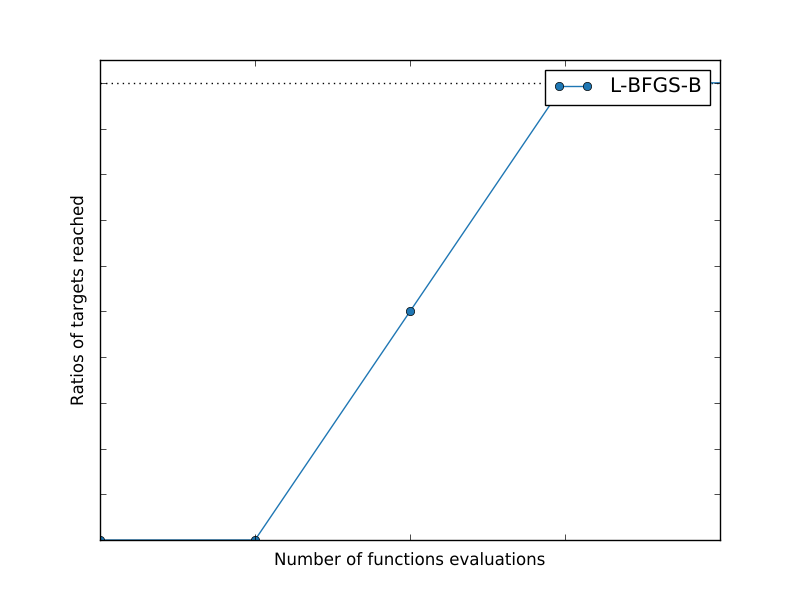 L-BFGS-B
Ratios of targets reached
Number of functions evaluations